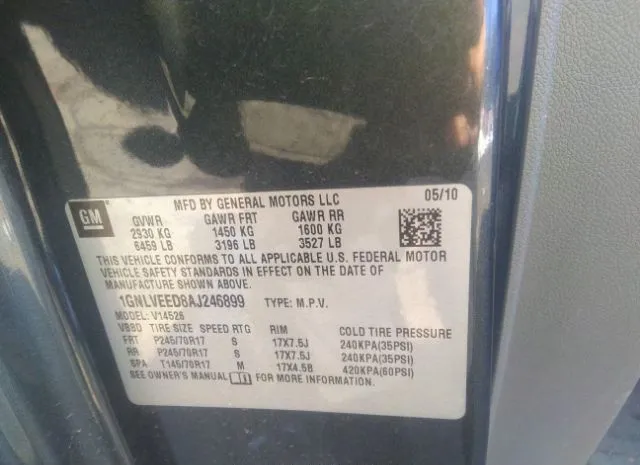 MFD BY GENERAL MOTORS LLC 05/10
GM
GVWR GAWR FRT GAWR RR
2930 KG 1450 KG 1600 KG
6459 LB 3196 LB 3527 LB
THIS VEHICLE CONFORMS TO ALL APPLICABLE U.S. FEDERAL MOTOR
VEHICLE SAFETY STANDARDS IN EFFECT ON THE DATE OF
MANUFACTURE SHOWN ABOVE.
1GNLVEED8AJ246899 TYPE: M.P.V.
MODEL: V14526
VBBD TIRE SIZE SPEED RTG RIM COLD TIRE PRESSURE
FRT P245/70R17 S 17X7.5J 240KPA(35PSI)
RR P245/70R17 S 17X7.5J 240KPA(35PSI)
SPA T145/70R17 M 17X4.5B 420KPA(60PSI)
SEE OWNER'S MANUAL FOR MORE INFORMATION.